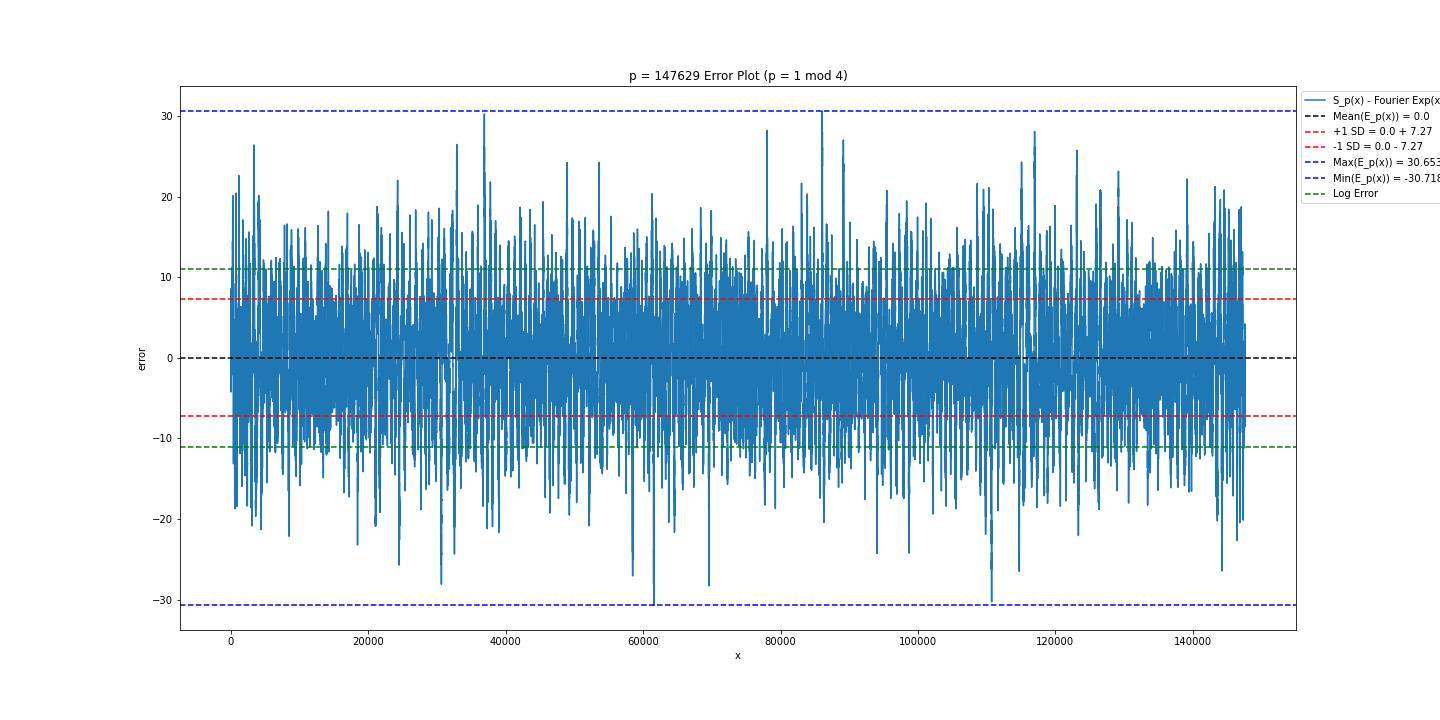 p = 147629 Error Plot (p = 1 mod 4)
S_p(x) - Fourier Exp(x
Mean(E_p(x)) = 0.0
+1 SD = 0.0 + 7.27
-1 SD = 0.0 - 7.27
Max(E_p(x)) = 30.653
Min(E_p(x)) = -30.718
Log Error
30
20
10
0
−10
−20
−30
error
0
20000
40000
60000
80000
100000
120000
140000
x